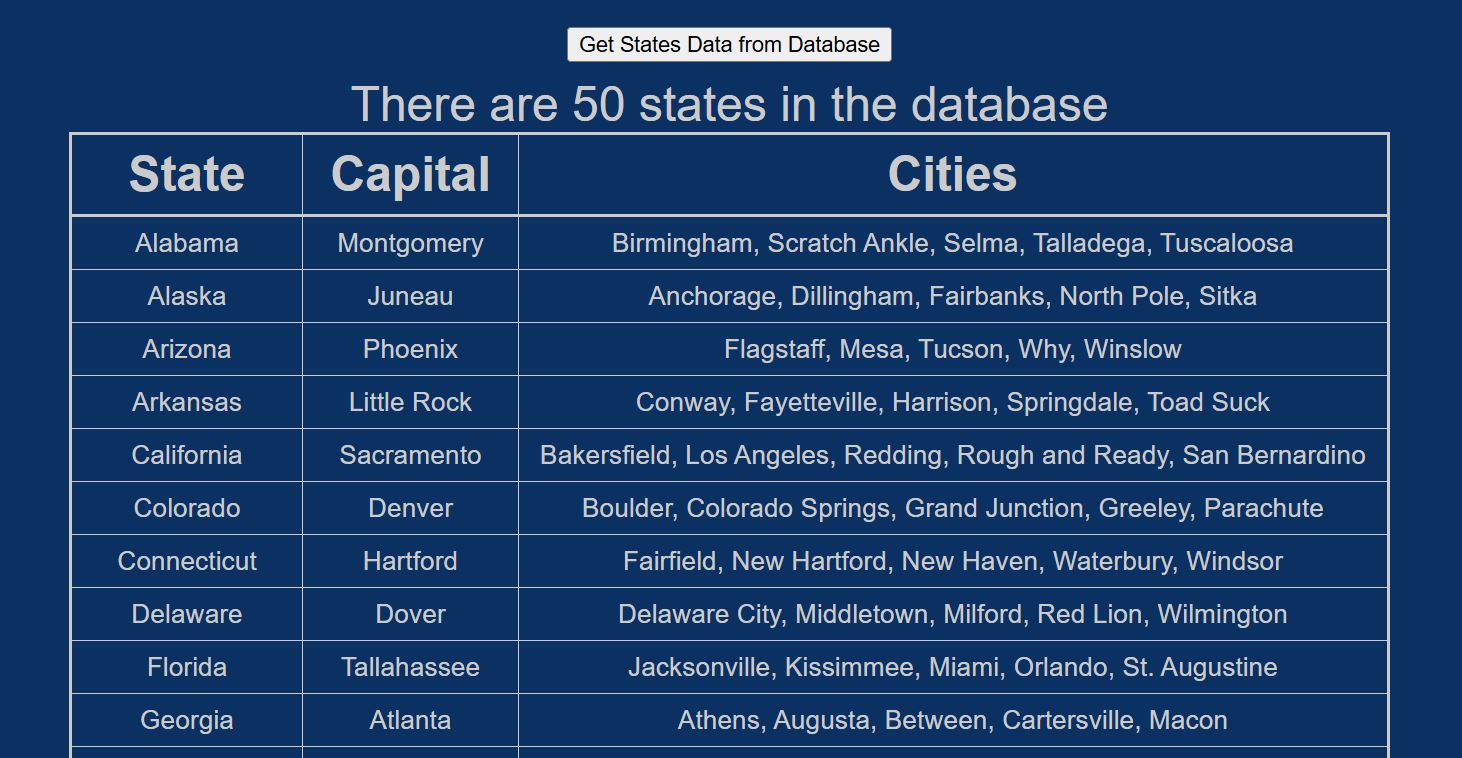 Get States Data from Database
There are 50 states in the database
State Capital Cities
Alabama Montgomery Birmingham, Scratch Ankle, Selma, Talladega, Tuscaloosa
Alaska Juneau Anchorage, Dillingham, Fairbanks, North Pole, Sitka
Arizona Phoenix Flagstaff, Mesa, Tucson, Why, Winslow
Arkansas Little Rock Conway, Fayetteville, Harrison, Springdale, Toad Suck
California Sacramento Bakersfield, Los Angeles, Redding, Rough and Ready, San Bernardino
Colorado Denver Boulder, Colorado Springs, Grand Junction, Greeley, Parachute
Connecticut Hartford Fairfield, New Hartford, New Haven, Waterbury, Windsor
Delaware Dover Delaware City, Middletown, Milford, Red Lion, Wilmington
Florida Tallahassee Jacksonville, Kissimmee, Miami, Orlando, St. Augustine
Georgia Atlanta Athens, Augusta, Between, Cartersville, Macon